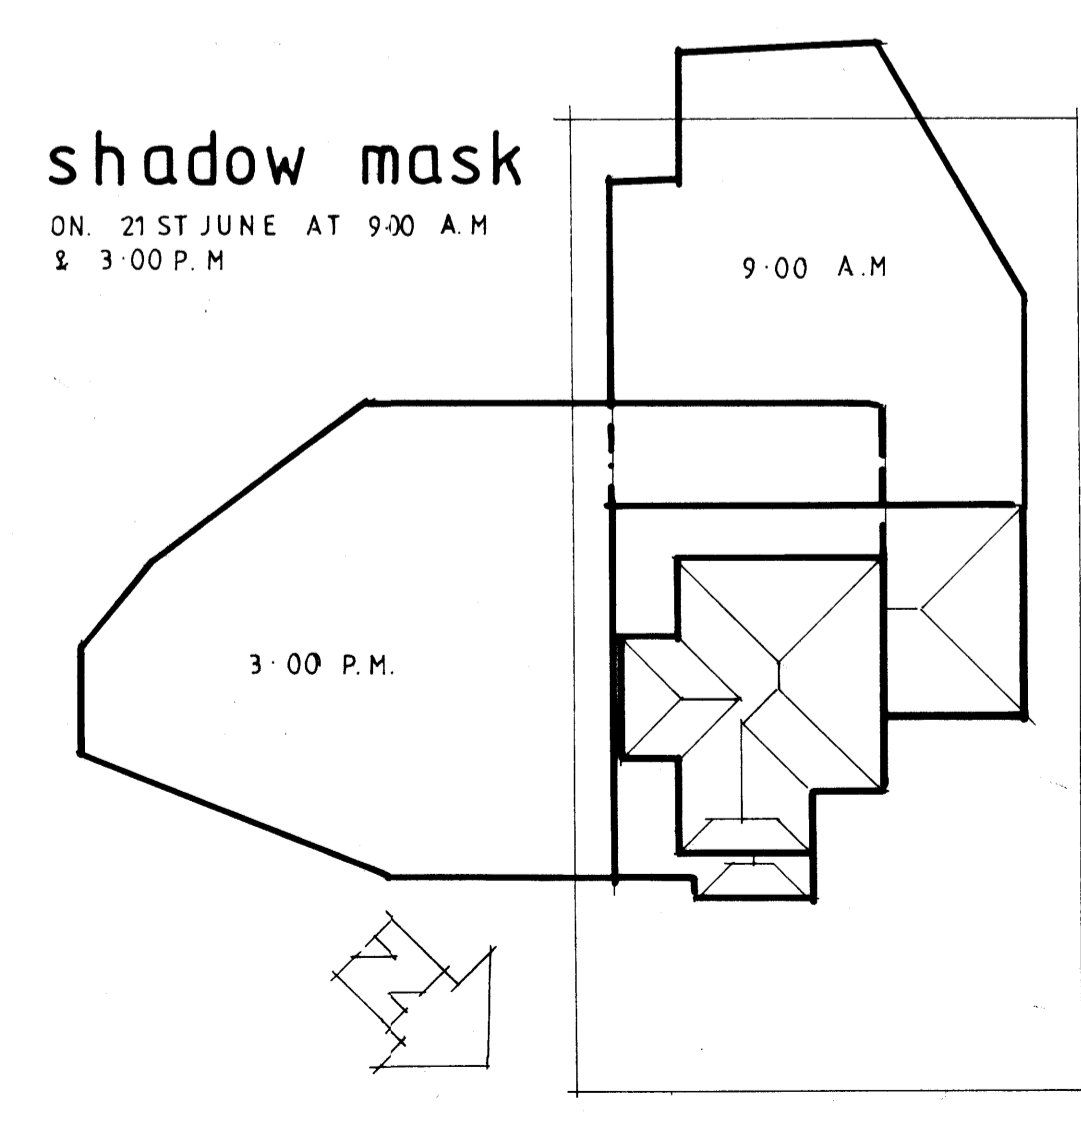 shadow mask
ON. 21 ST JUNE AT 9·00 A.M
& 3·00 P.M
9·00 A.M
3·00 P.M.